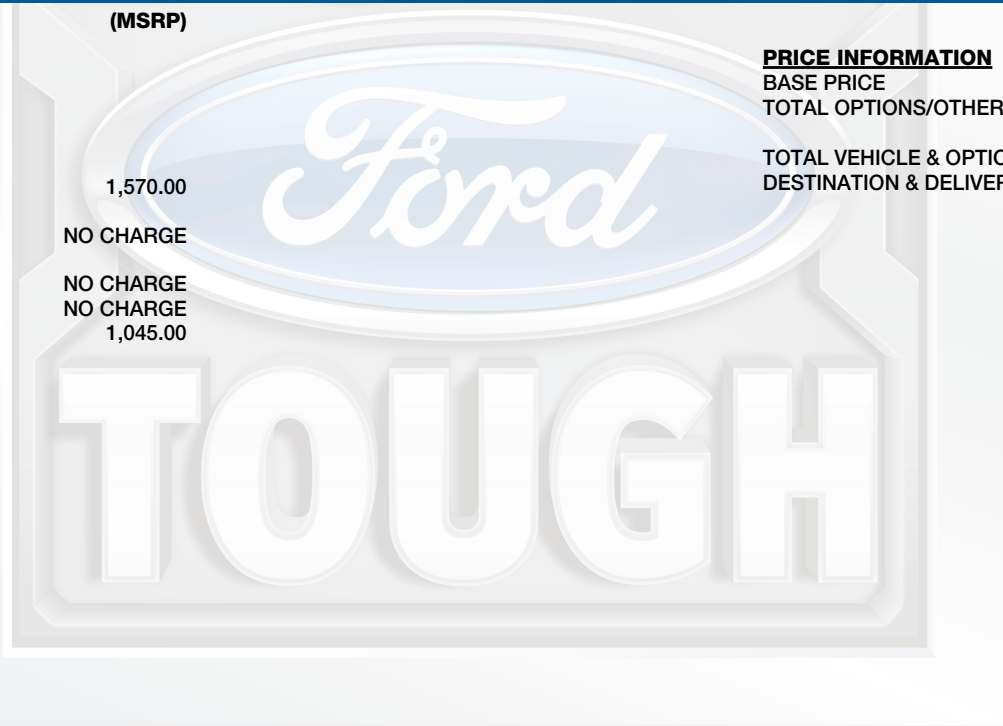 (MSRP)
PRICE INFORMATION
BASE PRICE
TOTAL OPTIONS/OTHER
TOTAL VEHICLE & OPTIO
DESTINATION & DELIVER
1,570.00
NO CHARGE
NO CHARGE
NO CHARGE
1,045.00
Ford
TOUGH